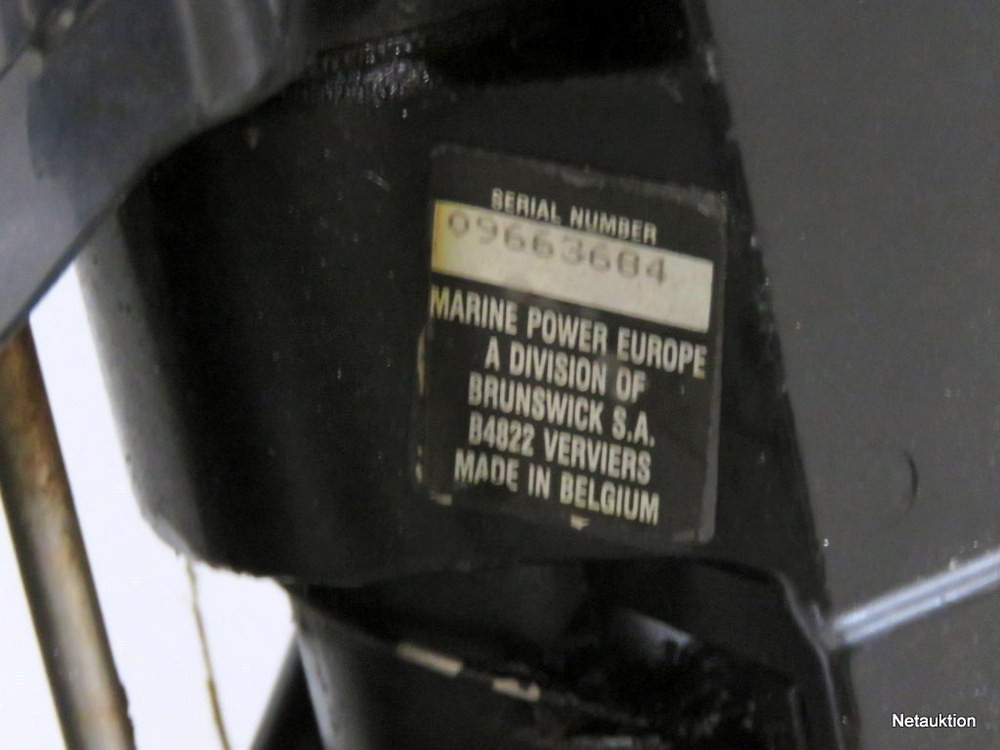 SERIAL NUMBER
09663684
MARINE POWER EUROPE
A DIVISION OF
BRUNSWICK S.A.
B4822 VERVIERS
MADE IN BELGIUM
Netauktion